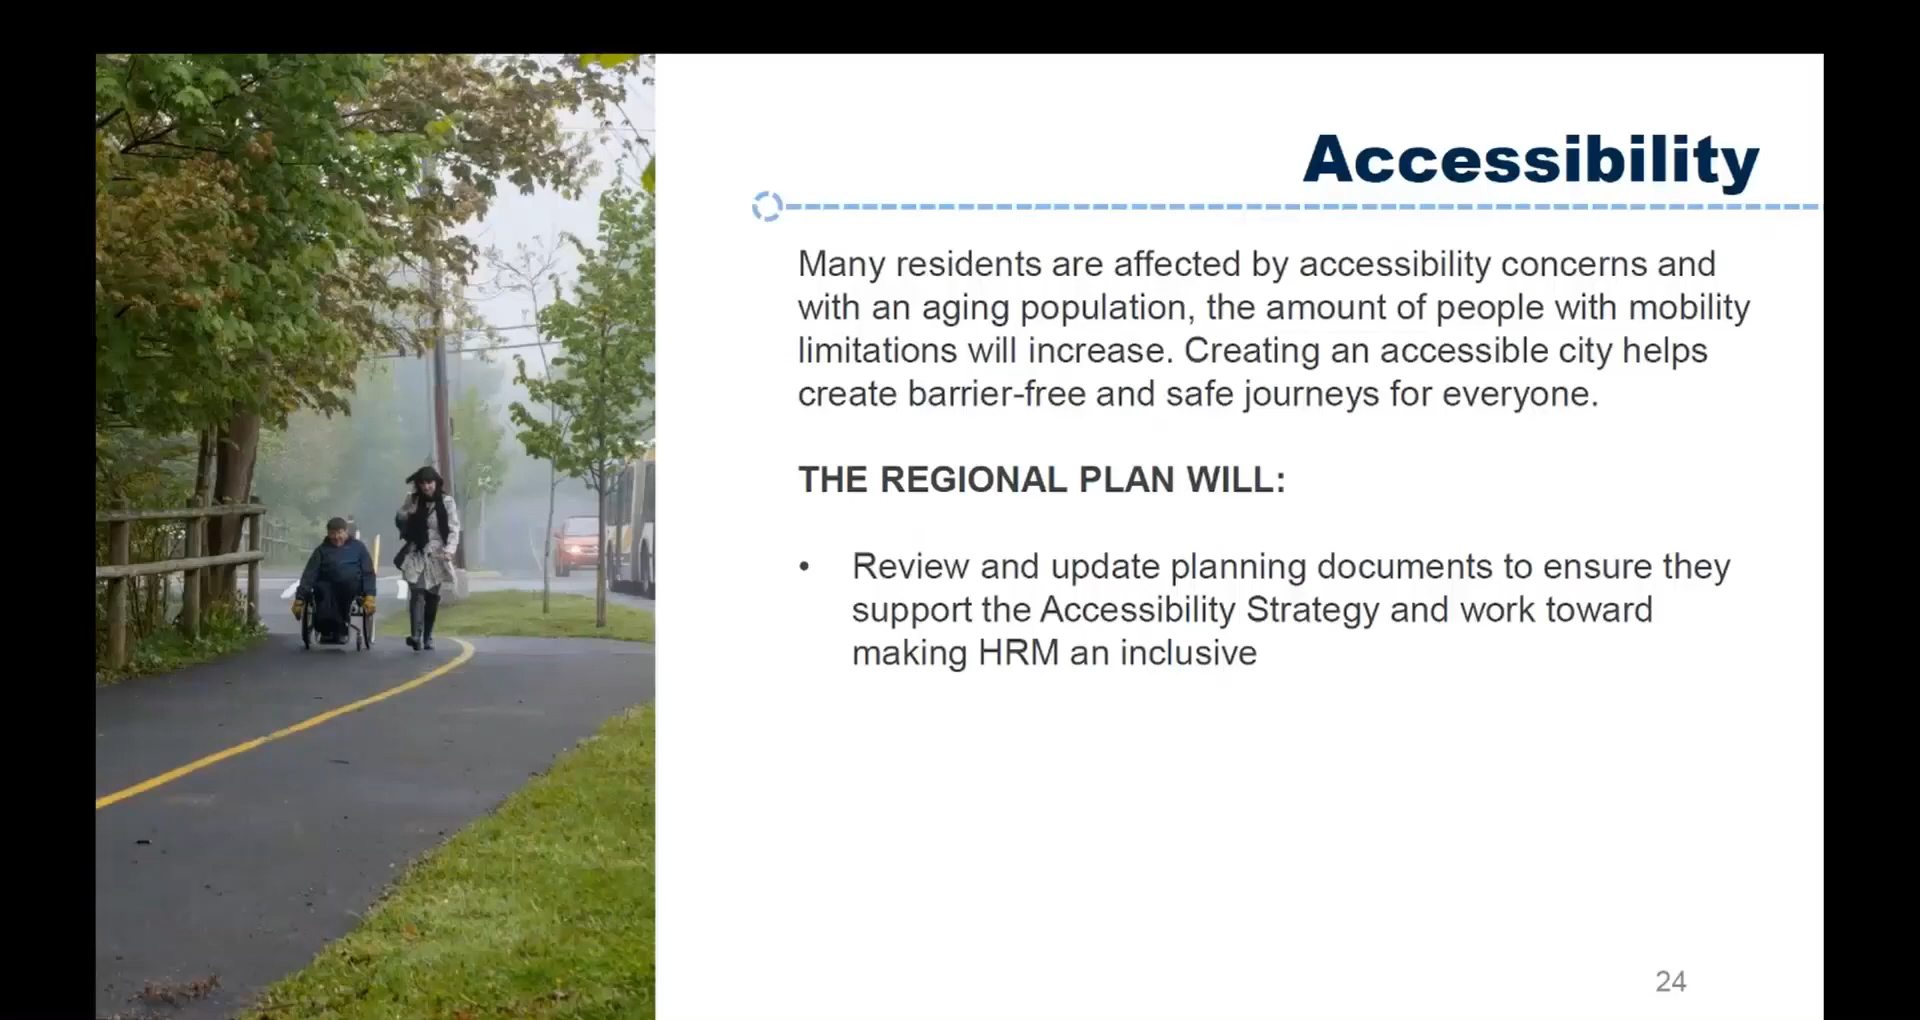 Accessibility
Many residents are affected by accessibility concerns and
with an aging population, the amount of people with mobility
limitations will increase. Creating an accessible city helps
create barrier-free and safe journeys for everyone.
THE REGIONAL PLAN WILL:
• Review and update planning documents to ensure they
support the Accessibility Strategy and work toward
making HRM an inclusive
24